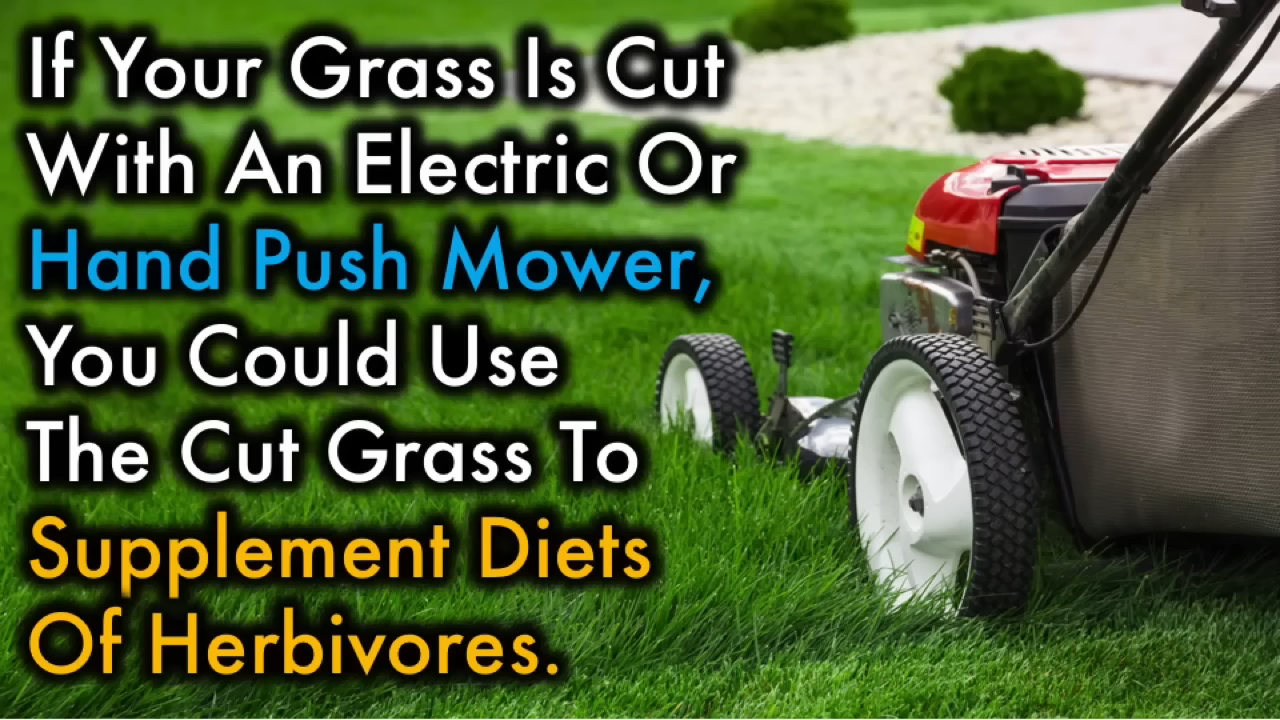 If Your Grass Is Cut
With An Electric Or
Hand Push Mower,
You Could Use
The Cut Grass To
Supplement Diets
Of Herbivores.